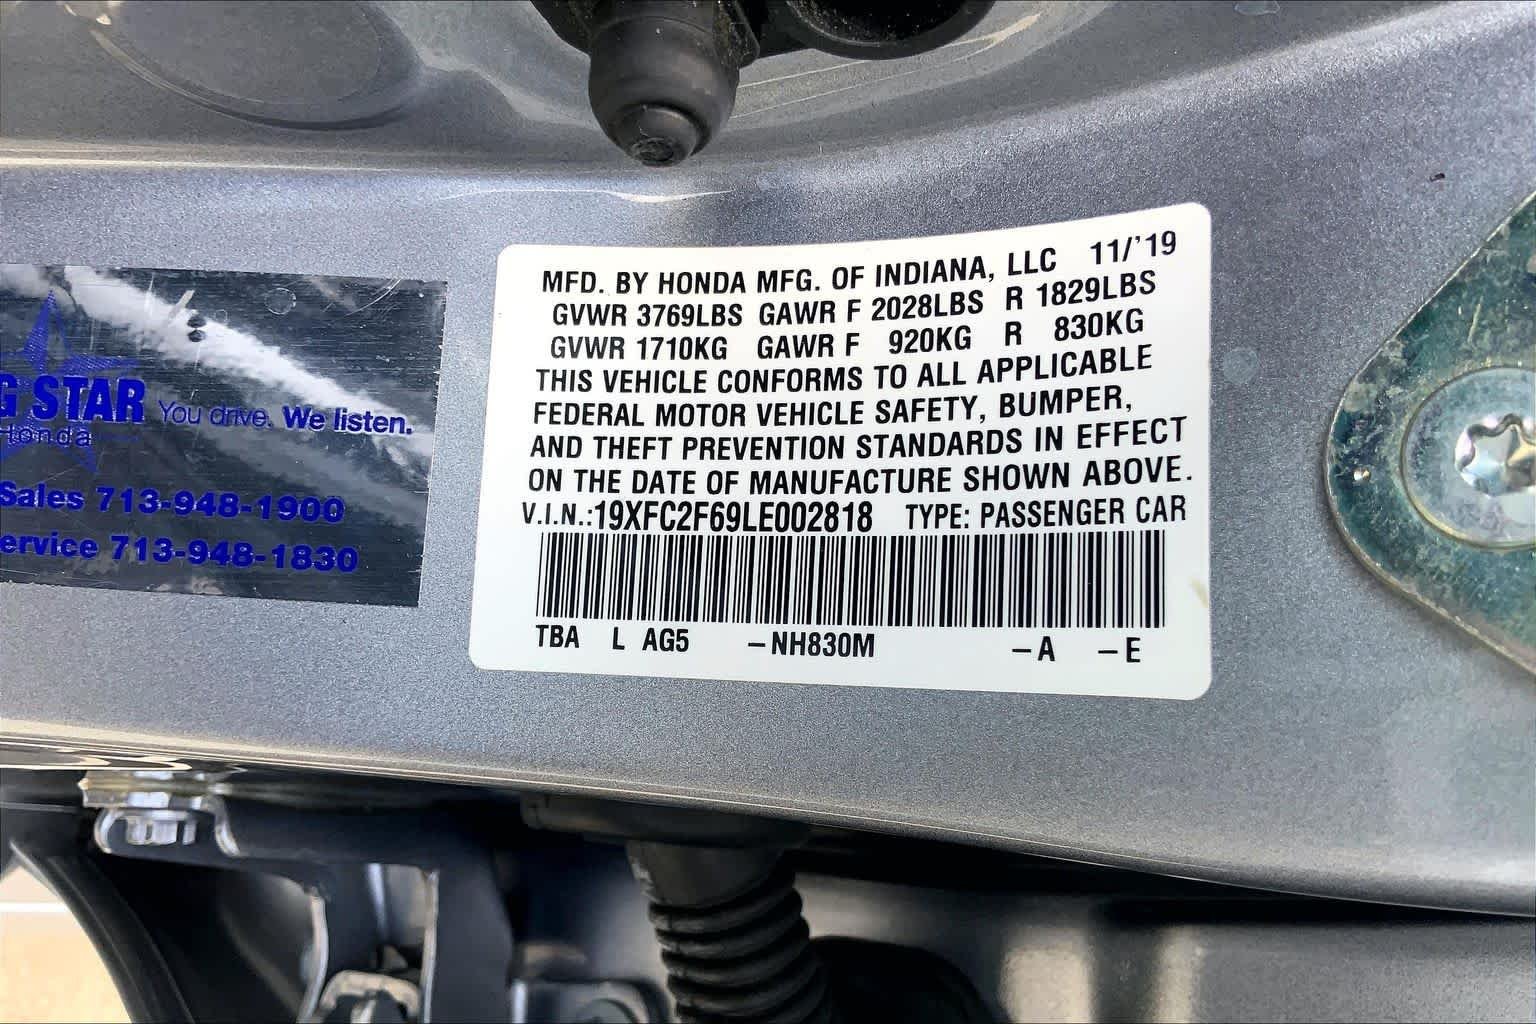 G STAR You drive. We listen.
Honda
Sales 713-948-1900
ervice 713-948-1830
MFD. BY HONDA MFG. OF INDIANA, LLC 11/'19
GVWR 3769LBS GAWR F 2028LBS R 1829LBS
GVWR 1710KG GAWR F 920KG R 830KG
THIS VEHICLE CONFORMS TO ALL APPLICABLE
FEDERAL MOTOR VEHICLE SAFETY, BUMPER,
AND THEFT PREVENTION STANDARDS IN EFFECT
ON THE DATE OF MANUFACTURE SHOWN ABOVE.
V.I.N.:19XFC2F69LE002818 TYPE: PASSENGER CAR
TBA L AG5 –NH830M –A –E